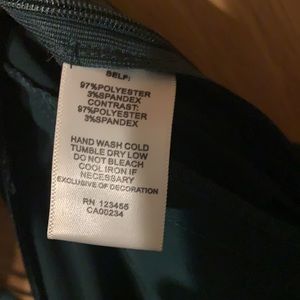 SELF:
97%POLYESTER
3%SPANDEX
CONTRAST:
97%POLYESTER
3%SPANDEX
HAND WASH COLD
TUMBLE DRY LOW
DO NOT BLEACH
COOL IRON IF
NECESSARY
EXCLUSIVE OF DECORATION
RN 123455
CA00234